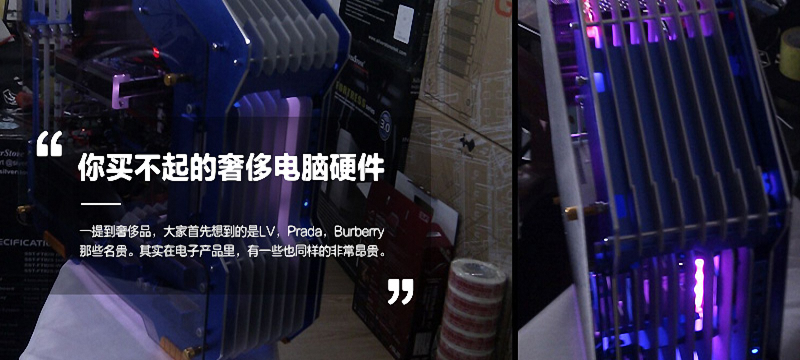 你买不起的奢侈电脑硬件
一提到奢侈品，大家首先想到的是LV，Prada，Burberry
那些名贵。其实在电子产品里，有一些也同样的非常昂贵。